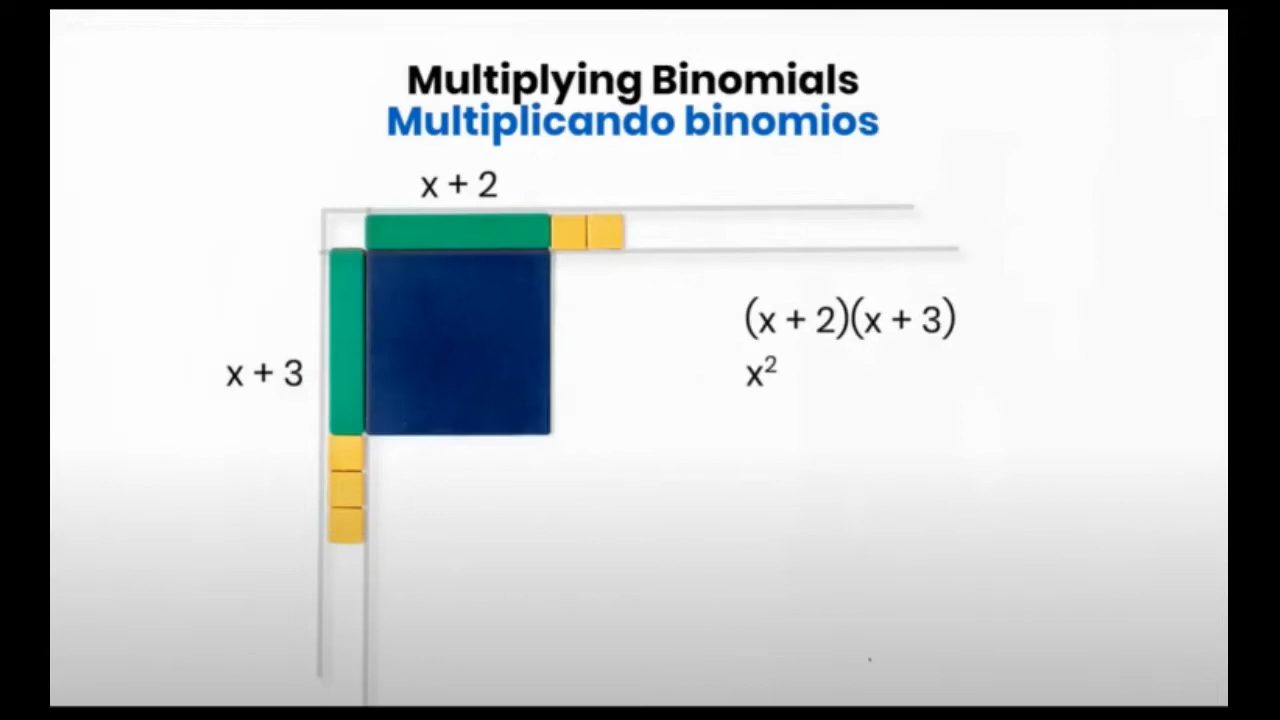 Multiplying Binomials
Multiplicando binomios
x + 2
(x + 2)(x + 3)
x + 3
x²